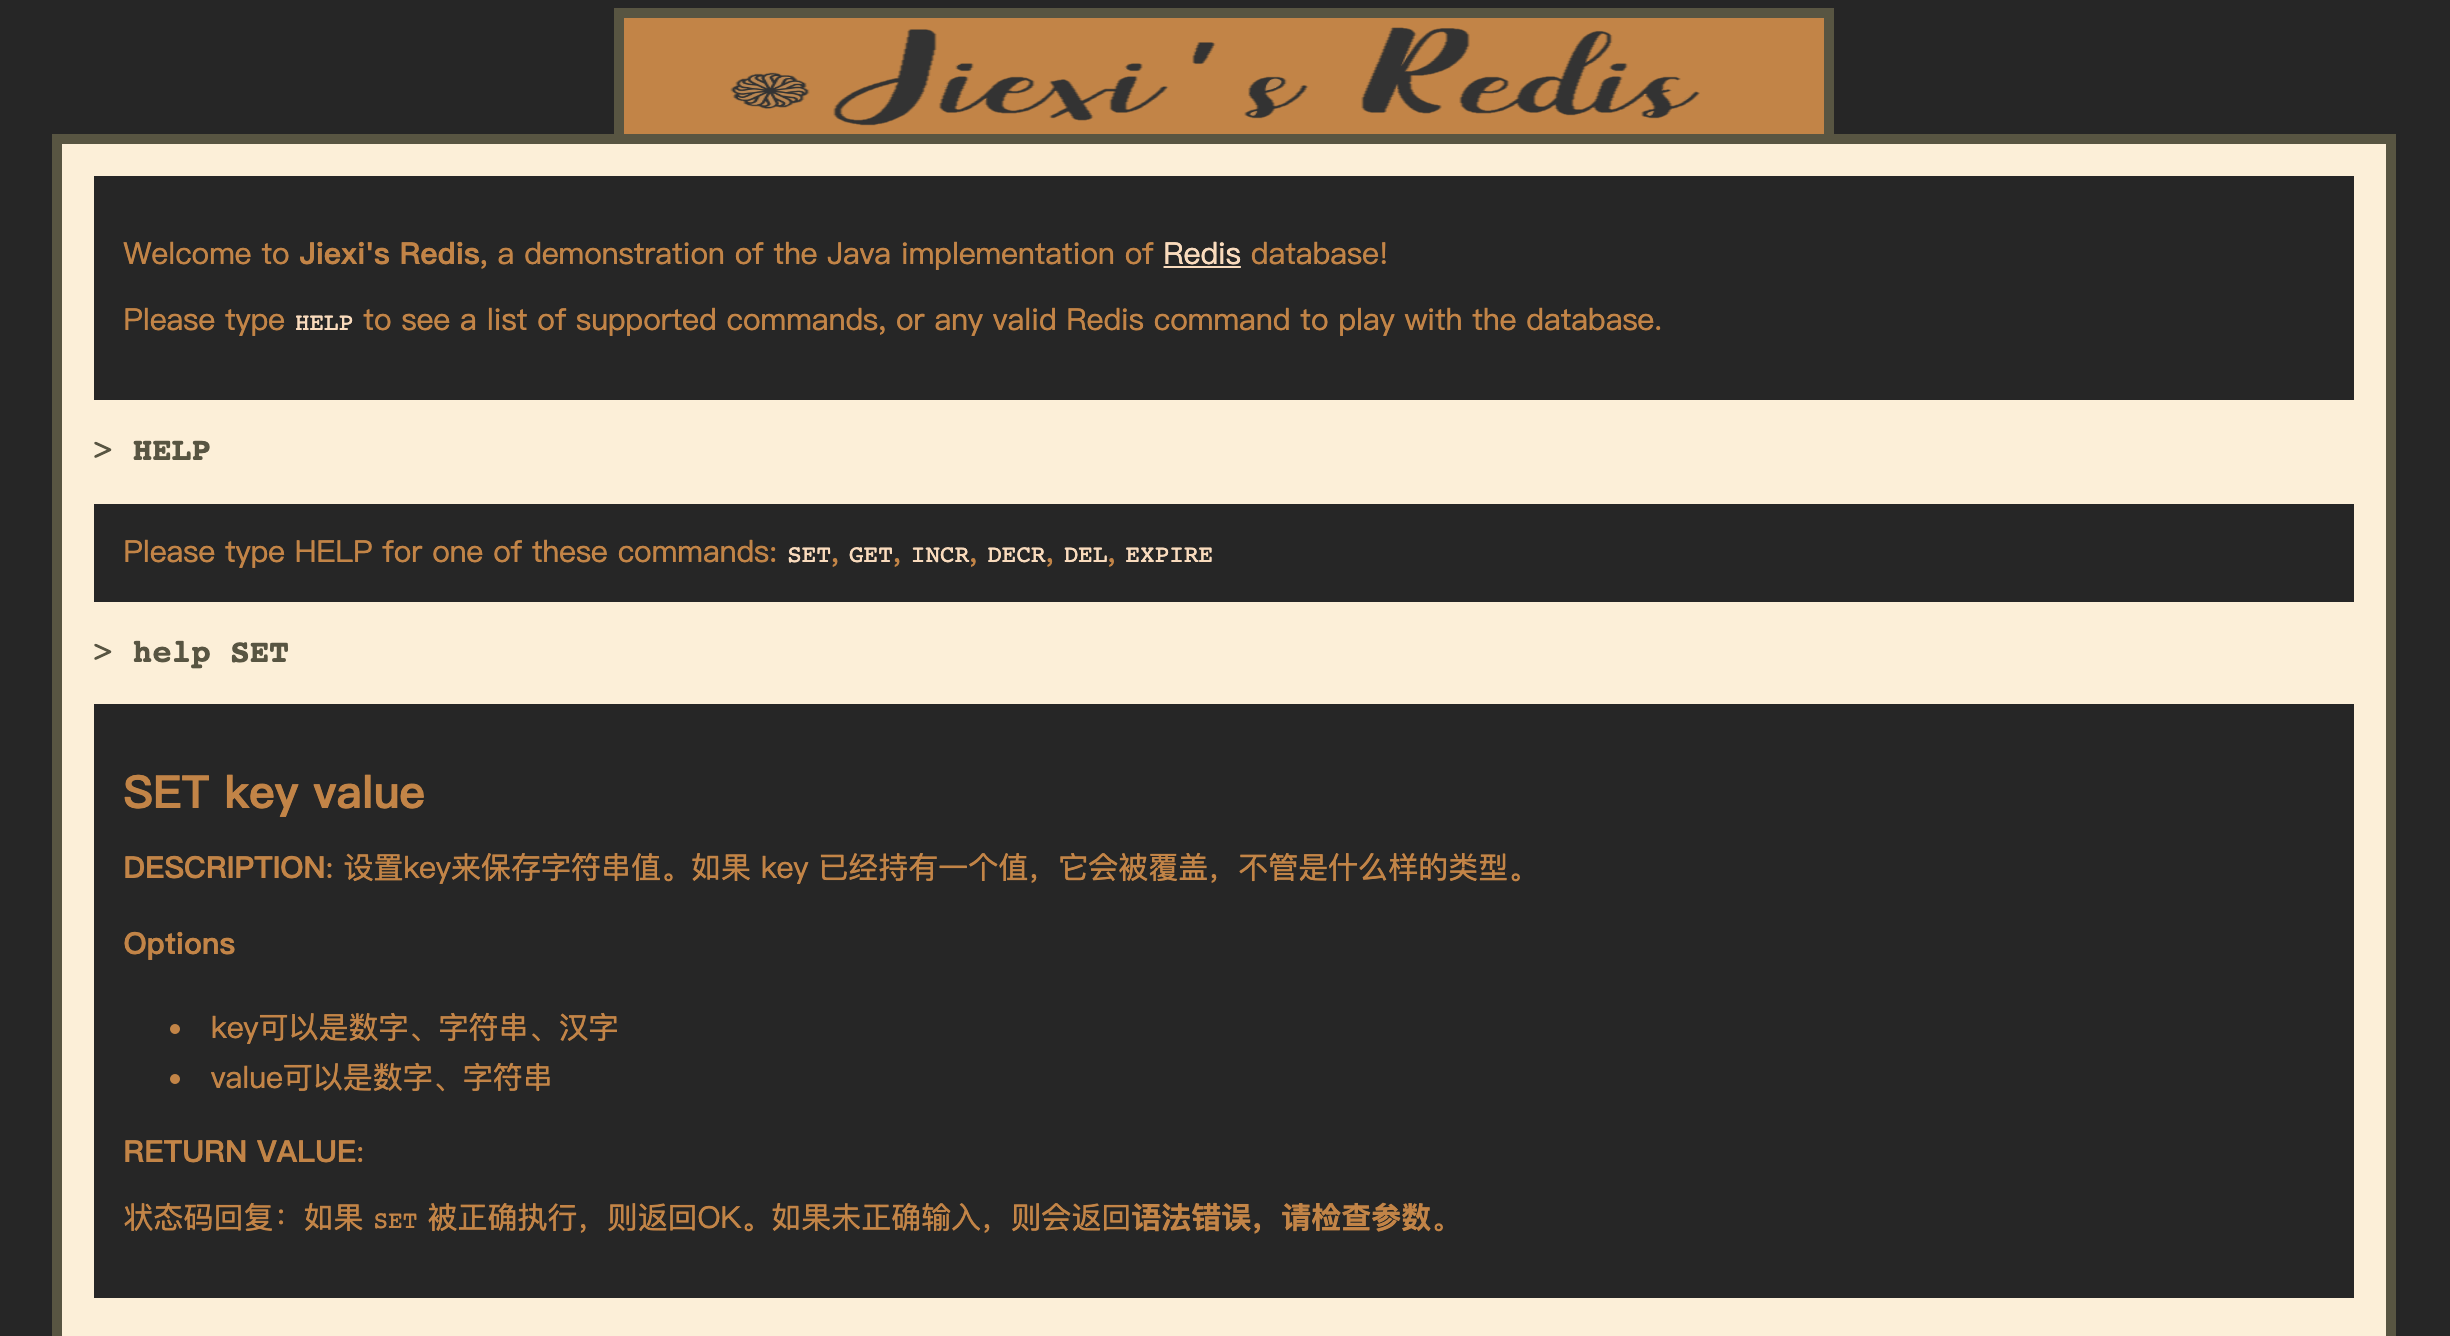 Jiexi's Redis
Welcome to Jiexi's Redis, a demonstration of the Java implementation of Redis database!
Please type HELP to see a list of supported commands, or any valid Redis command to play with the database.
> HELP
Please type HELP for one of these commands: SET, GET, INCR, DECR, DEL, EXPIRE
> help SET
SET key value
DESCRIPTION: 设置key来保存字符串值。如果 key 已经持有一个值，它会被覆盖，不管是什么样的类型。
Options
• key可以是数字、字符串、汉字
• value可以是数字、字符串
RETURN VALUE:
状态码回复：如果 SET 被正确执行，则返回OK。如果未正确输入，则会返回语法错误，请检查参数。